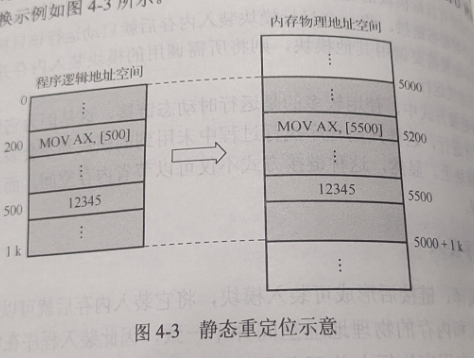 换示例如图 4-3 所示。
程序逻辑地址空间
内存物理地址空间
0
⋮
200
MOV AX, [500]
⋮
500
12345
⋮
1 k
⋮
5000
⋮
MOV AX, [5500]
5200
⋮
12345
5500
⋮
5000 + 1 k
⋮
图 4-3 静态重定位示意